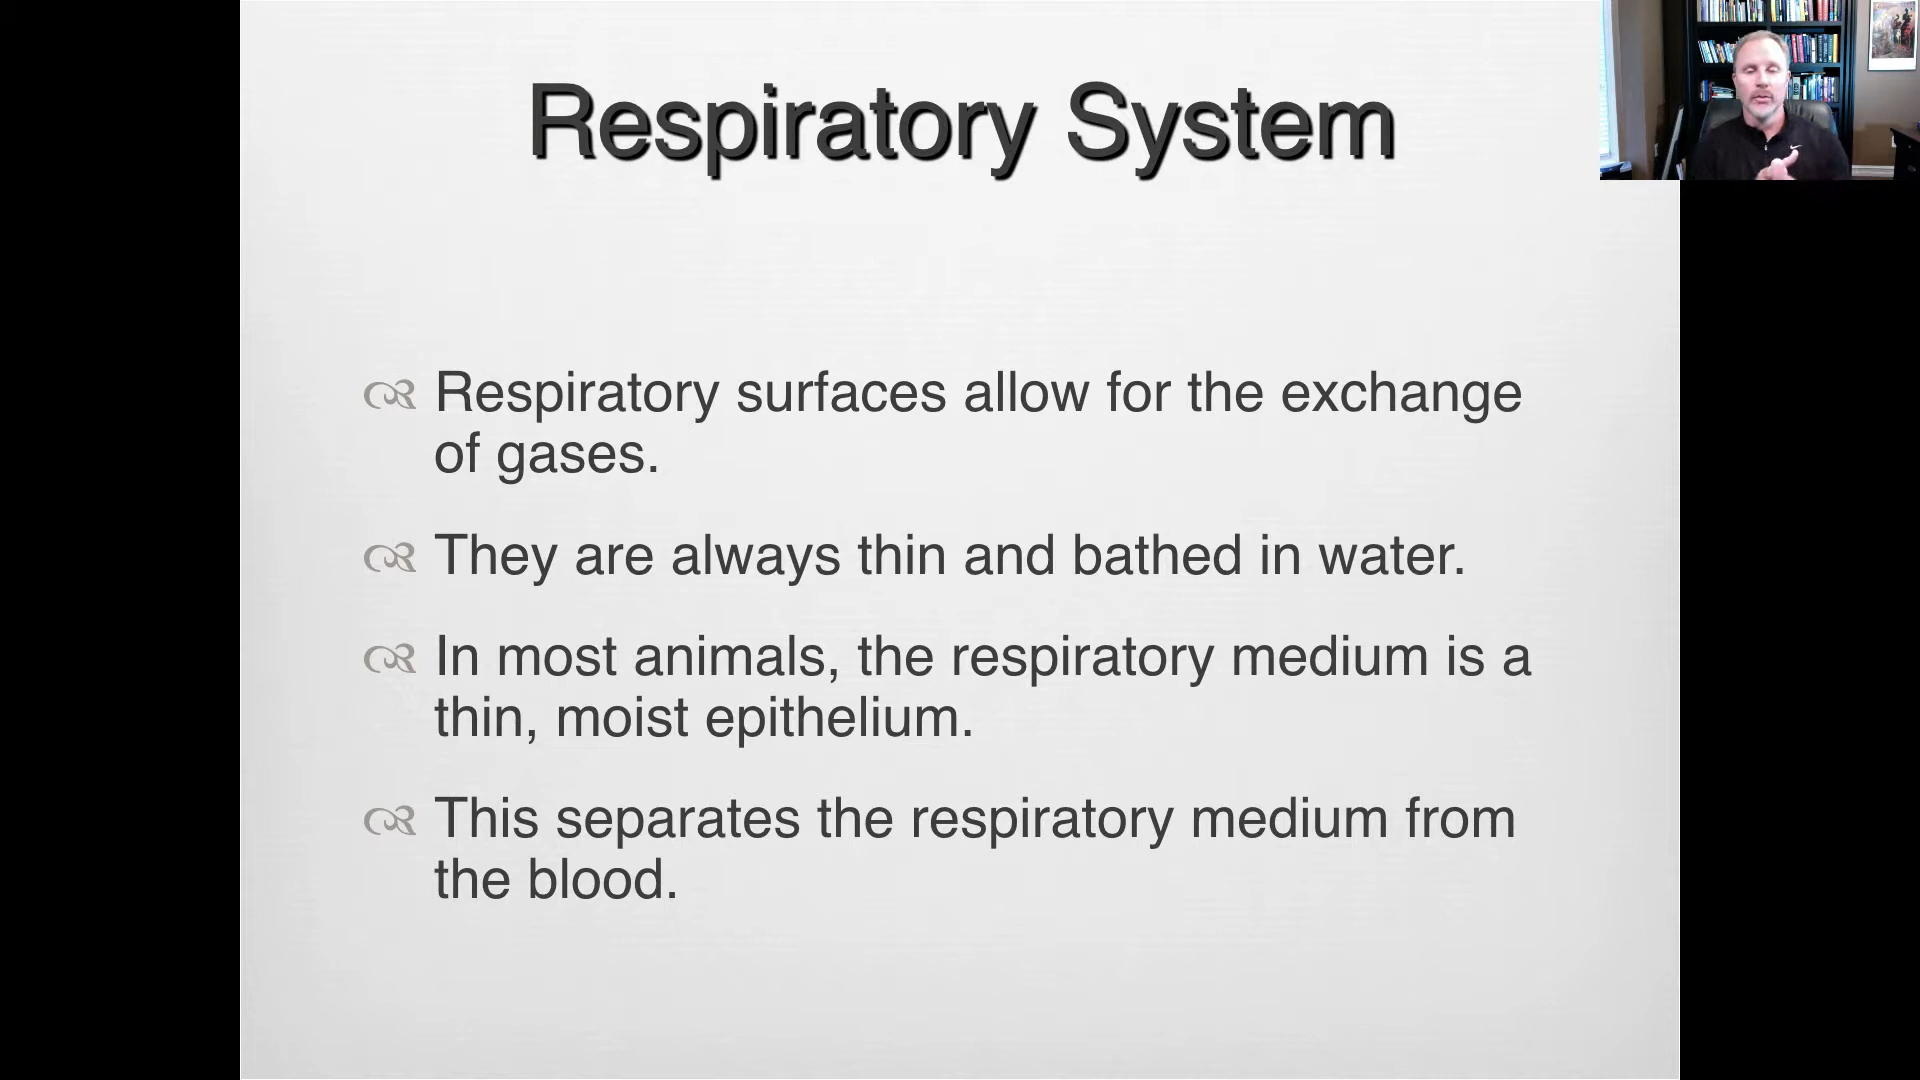 Respiratory System
Respiratory surfaces allow for the exchange
of gases.
They are always thin and bathed in water.
In most animals, the respiratory medium is a
thin, moist epithelium.
This separates the respiratory medium from
the blood.